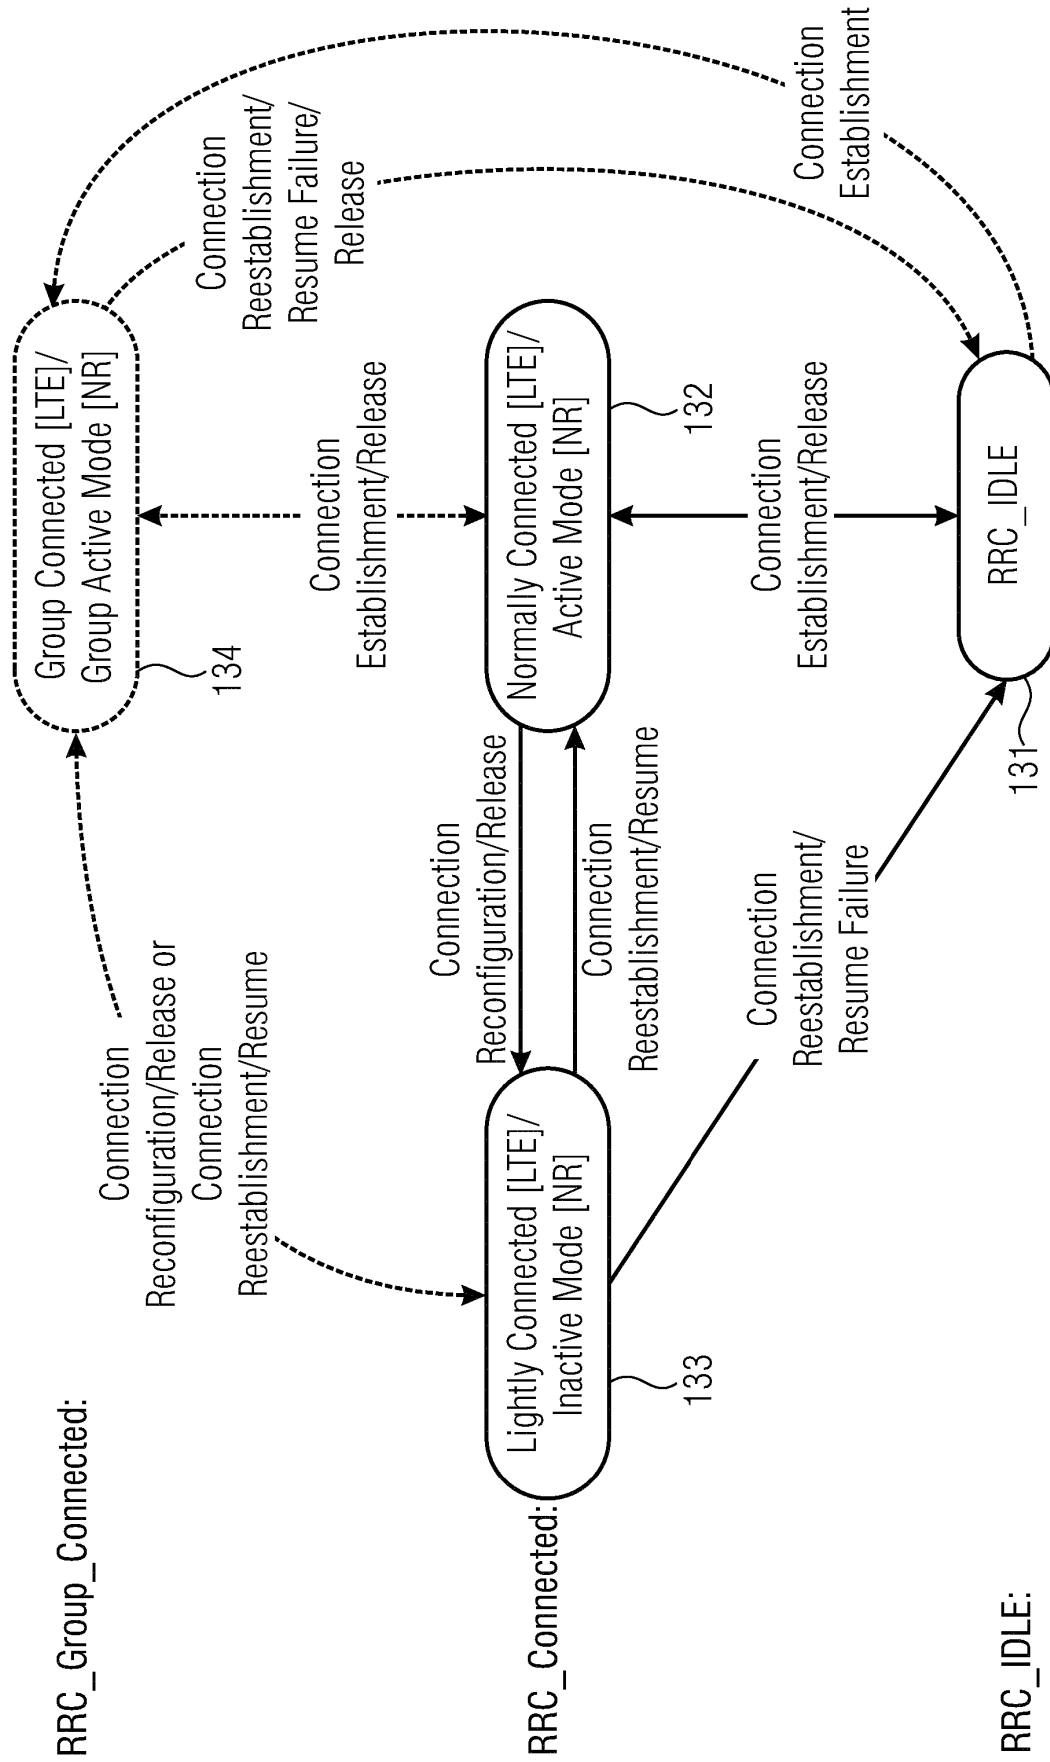 RRC_Group_Connected:
Connection
Reconfiguration/Release or
Connection
Reestablishment/Resume
Group Connected [LTE]/
Group Active Mode [NR]
134
Connection
Reestablishment/
Resume Failure/
Release
Connection
Establishment/Release
RRC_Connected:
Lightly Connected [LTE]/
Inactive Mode [NR]
133
Connection
Reconfiguration/Release
Connection
Reestablishment/Resume
Normally Connected [LTE]/
Active Mode [NR]
132
Connection
Reestablishment/
Resume Failure
Connection
Establishment/Release
Connection
Establishment
RRC_IDLE:
131
RRC_IDLE